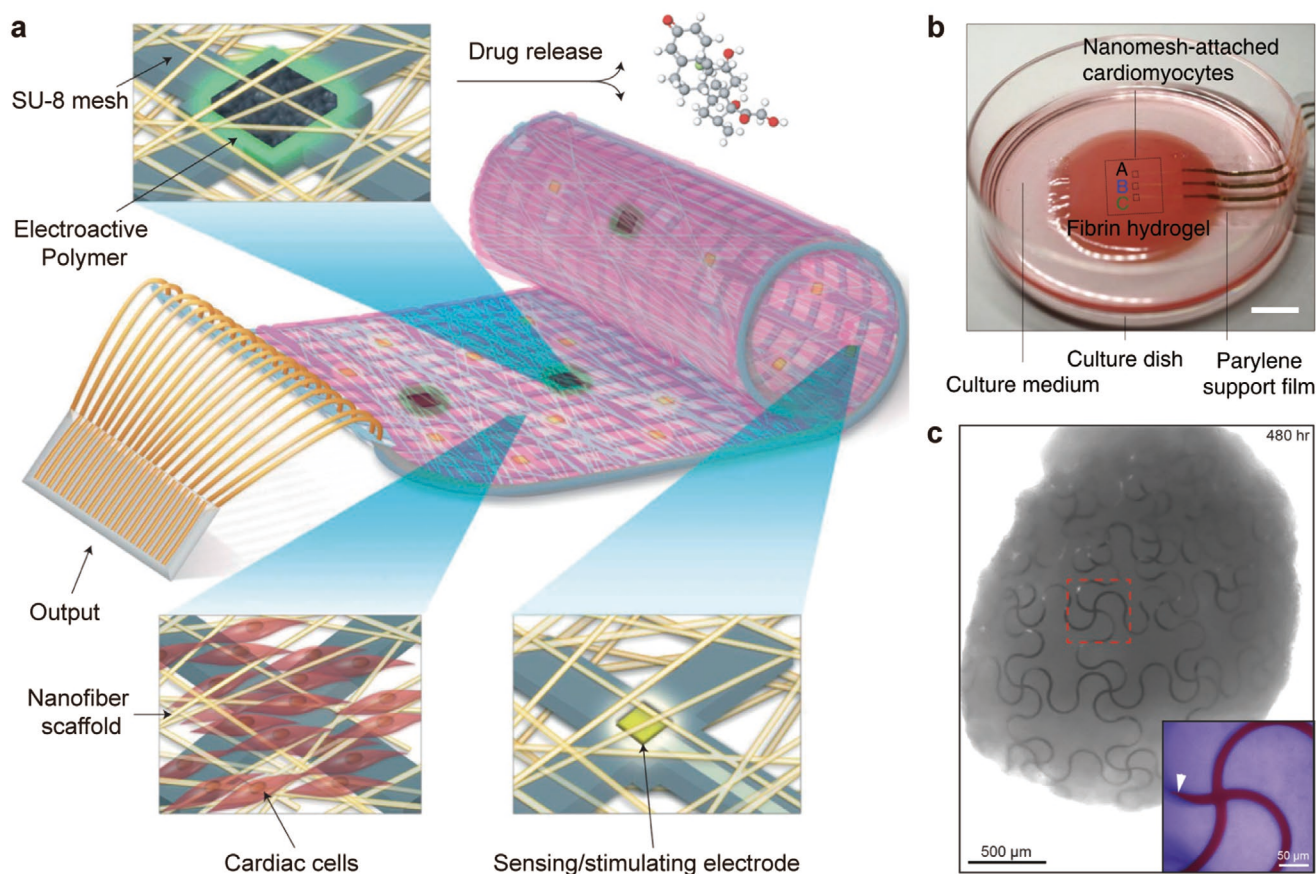 a
SU-8 mesh
Electroactive
Polymer
Drug release
Output
Nanofiber
scaffold
Cardiac cells
Sensing/stimulating electrode
b
Nanomesh-attached
cardiomyocytes
A
B
C
Fibrin hydrogel
Culture medium
Culture dish
Parylene
support film
c
480 hr
500 µm
50 µm